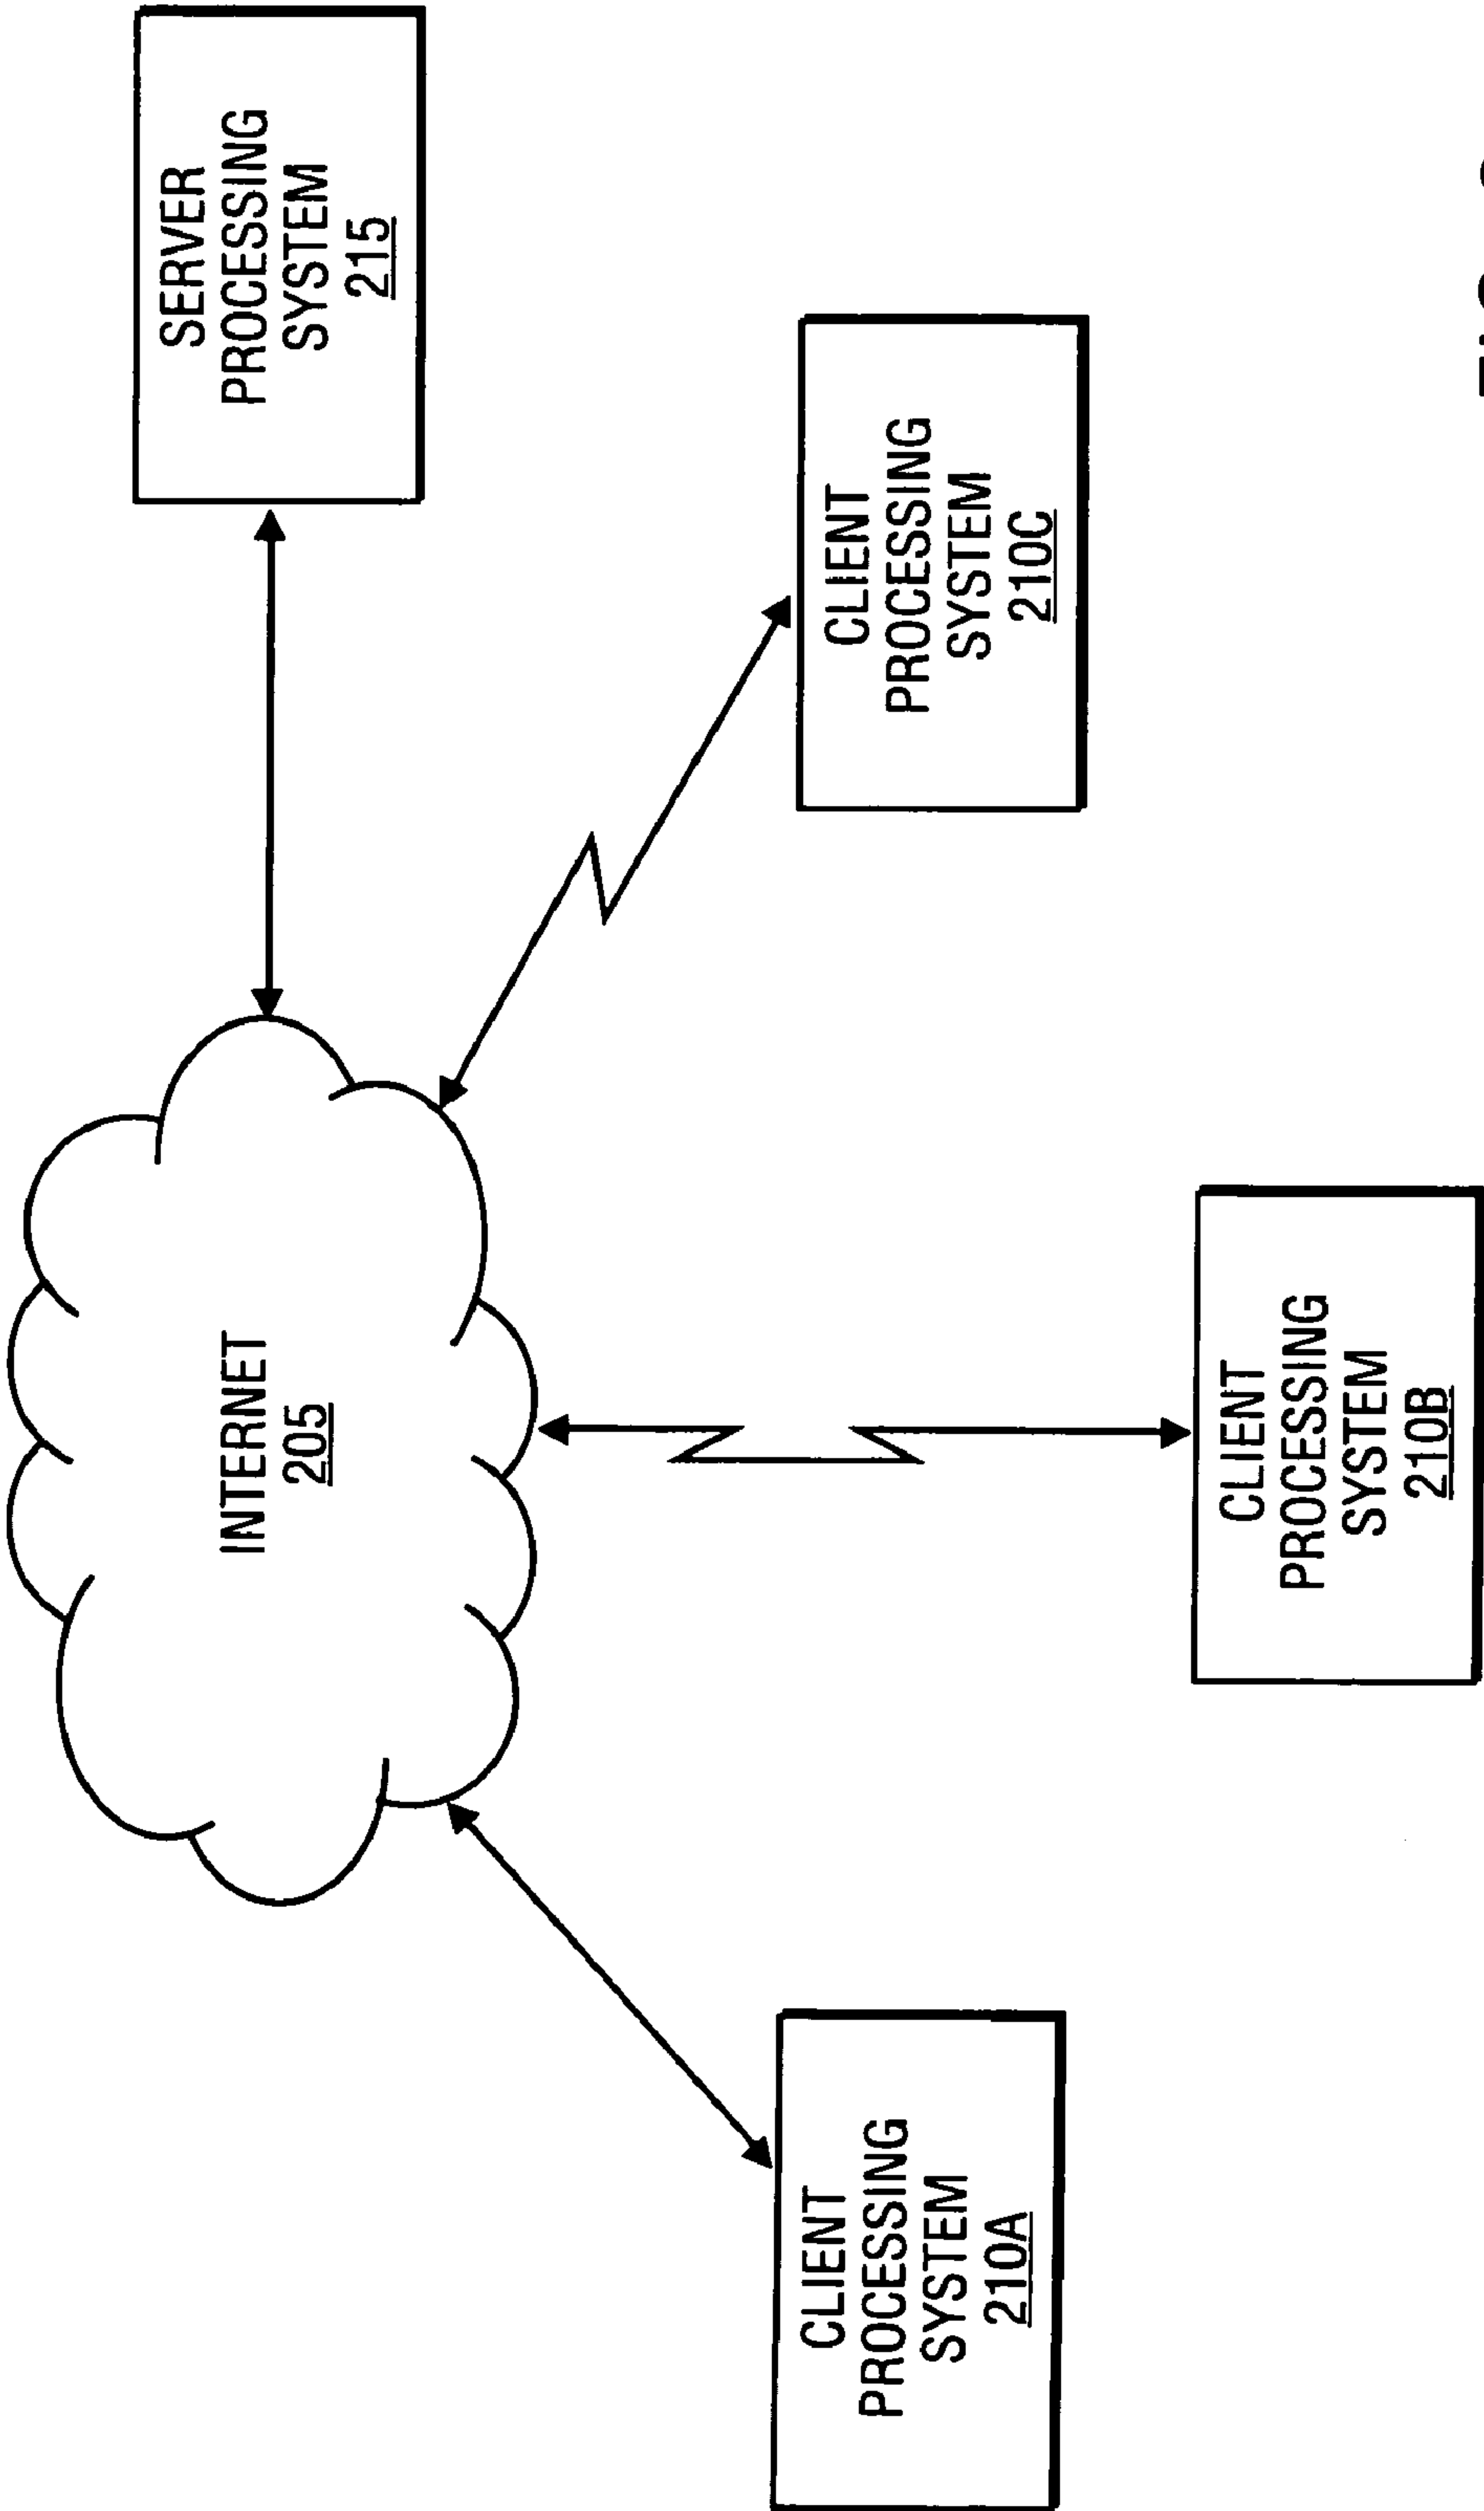 INTERNET
205
SERVER
PROCESSING
SYSTEM
215
CLIENT
PROCESSING
SYSTEM
210A
CLIENT
PROCESSING
SYSTEM
210B
CLIENT
PROCESSING
SYSTEM
210C